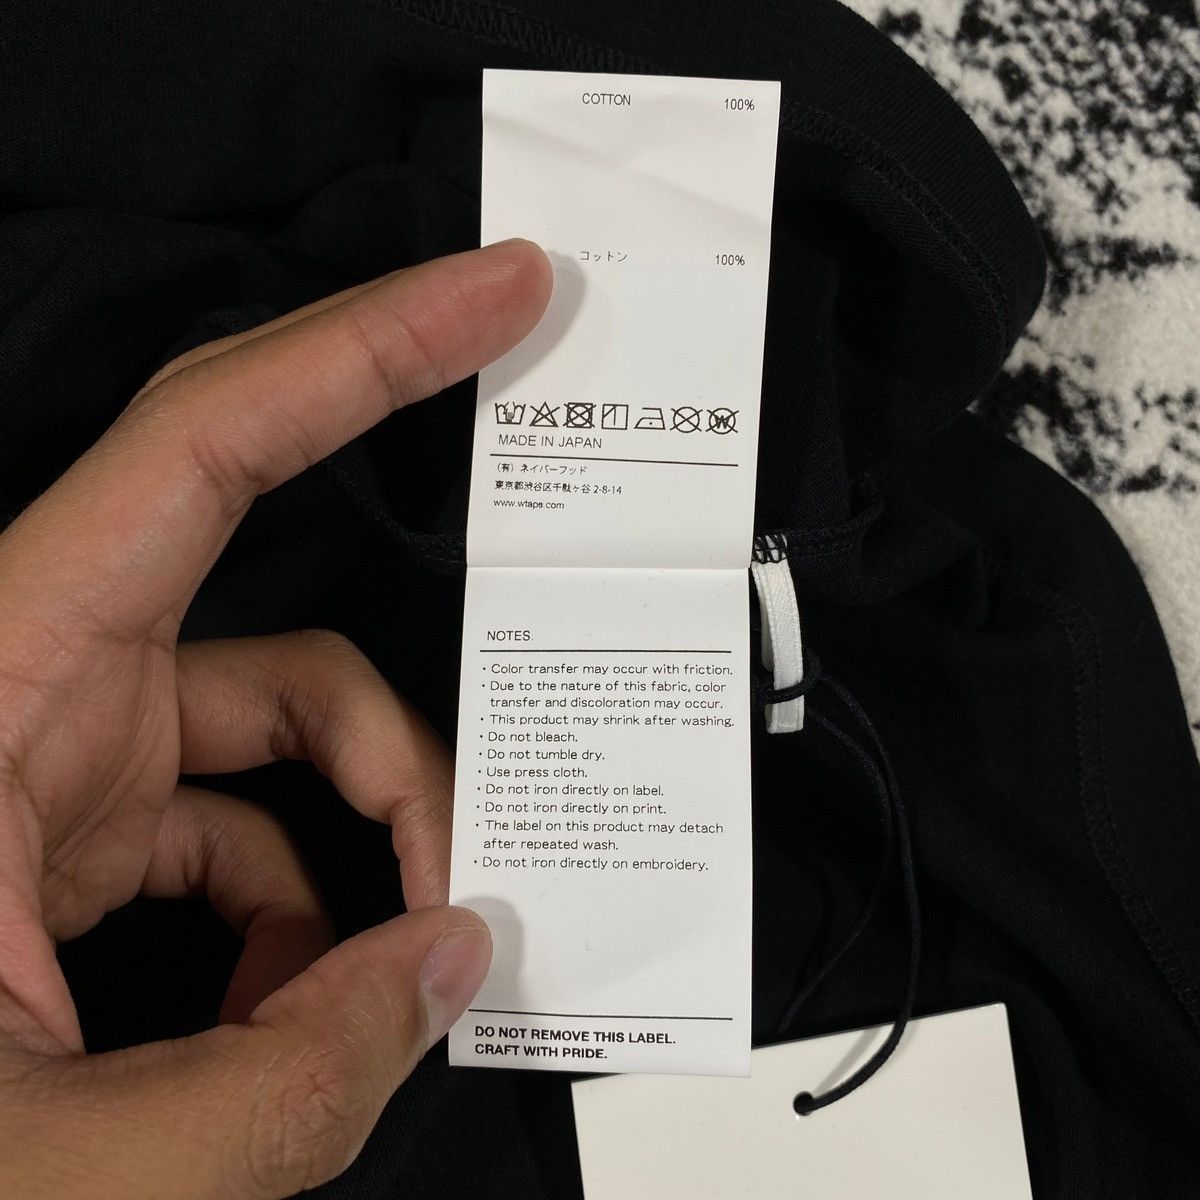 COTTON 100%
コットン 100%
MADE IN JAPAN
(有) ネイバーフッド
東京都渋谷区千駄ヶ谷 2-8-14
www.wtaps.com
NOTES.
・Color transfer may occur with friction.
・Due to the nature of this fabric, color
transfer and discoloration may occur.
・This product may shrink after washing.
・Do not bleach.
・Do not tumble dry.
・Use press cloth.
・Do not iron directly on label.
・Do not iron directly on print.
・The label on this product may detach
after repeated wash.
・Do not iron directly on embroidery.
DO NOT REMOVE THIS LABEL.
CRAFT WITH PRIDE.